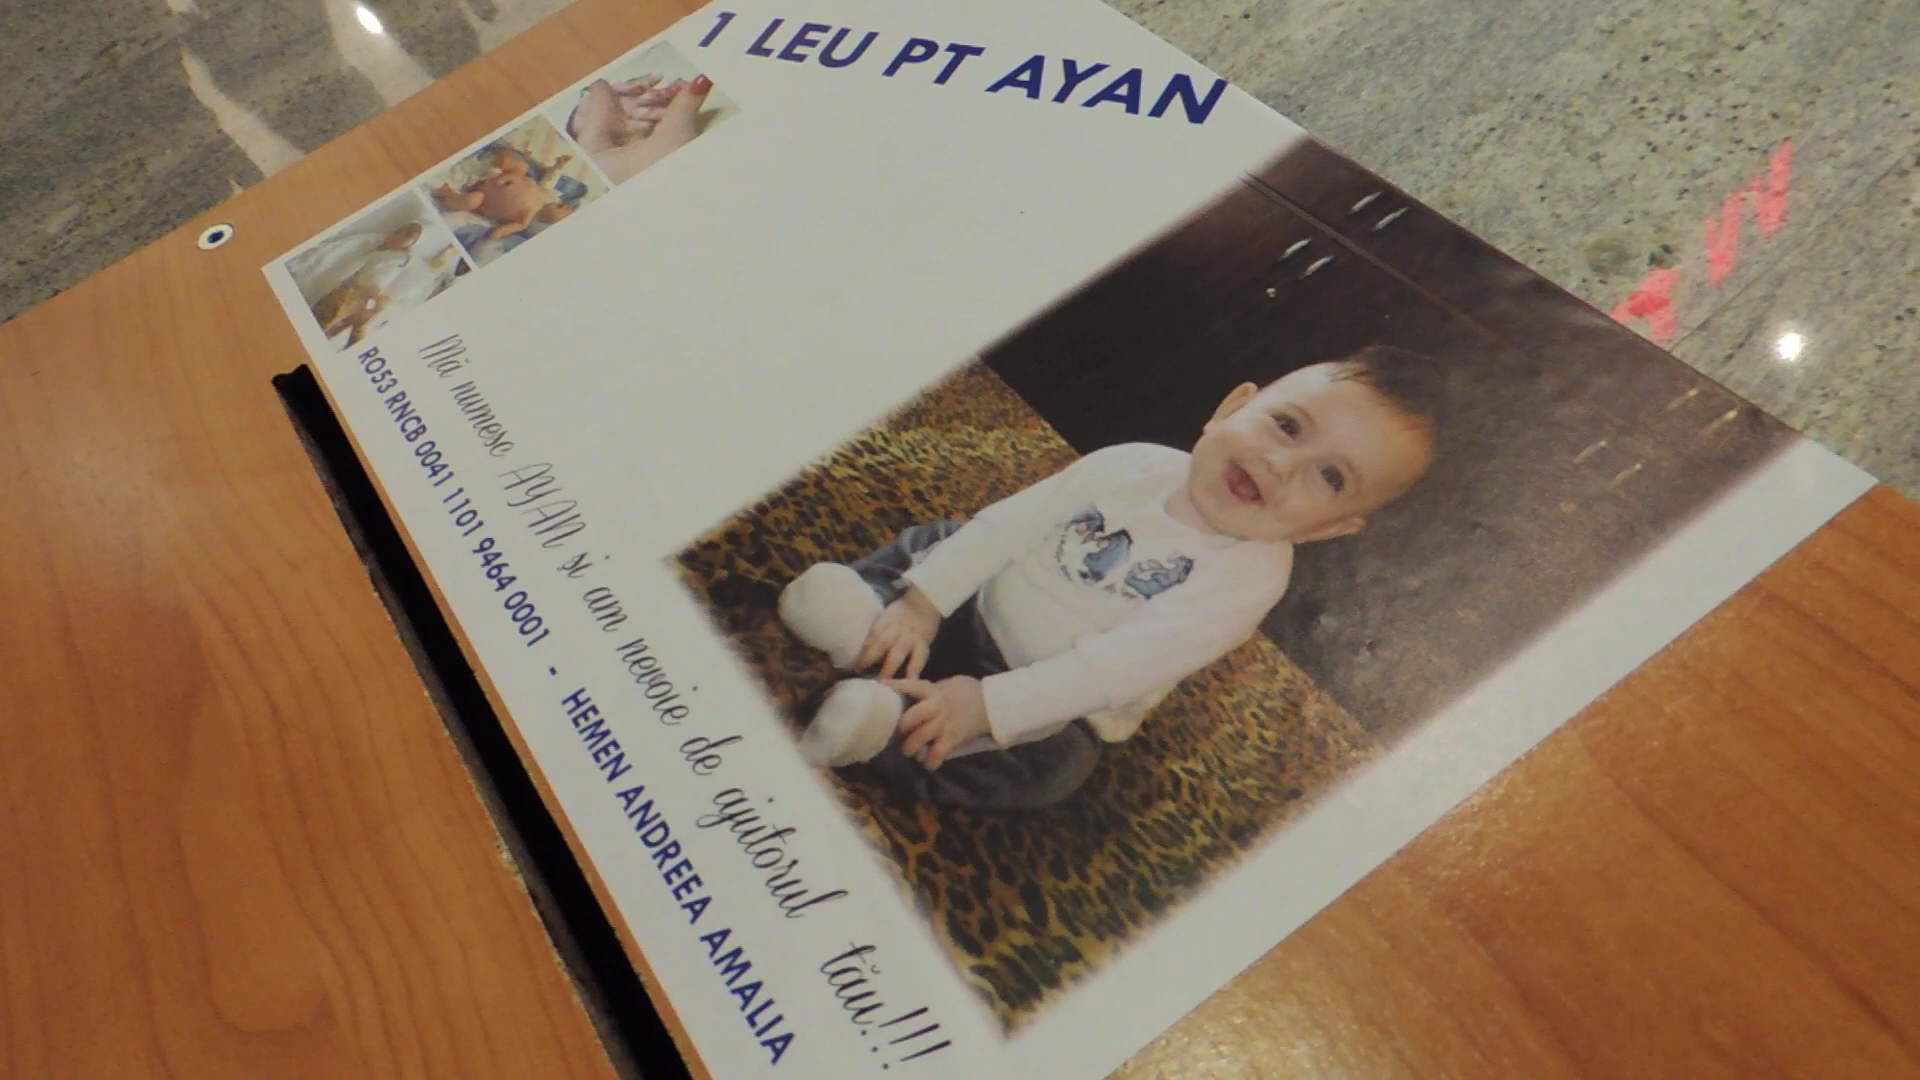 1 LEU PT AYAN
Mă numesc AYAN si am nevoie de ajutorul tău!!!
RO53 RNCB 0041 1101 9464 0001 - HEMEN ANDREEA AMALIA